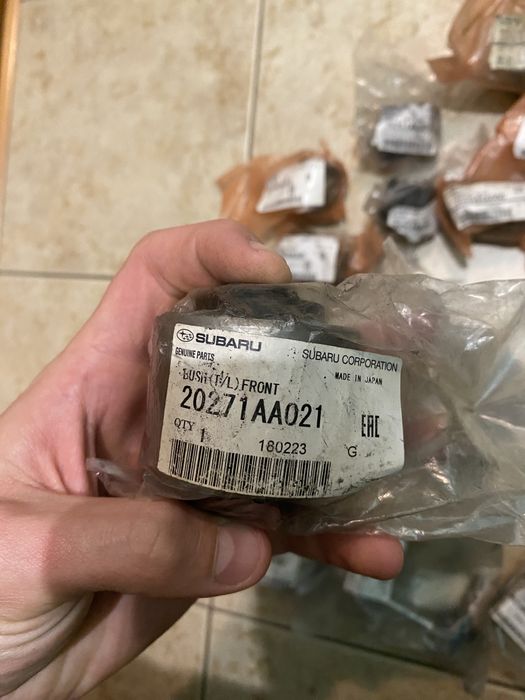 SUBARU
GENUINE PARTS
SUBARU CORPORATION
MADE IN JAPAN
BUSH(T/L)FRONT
20271AA021
QTY 1
180223
G
EAC